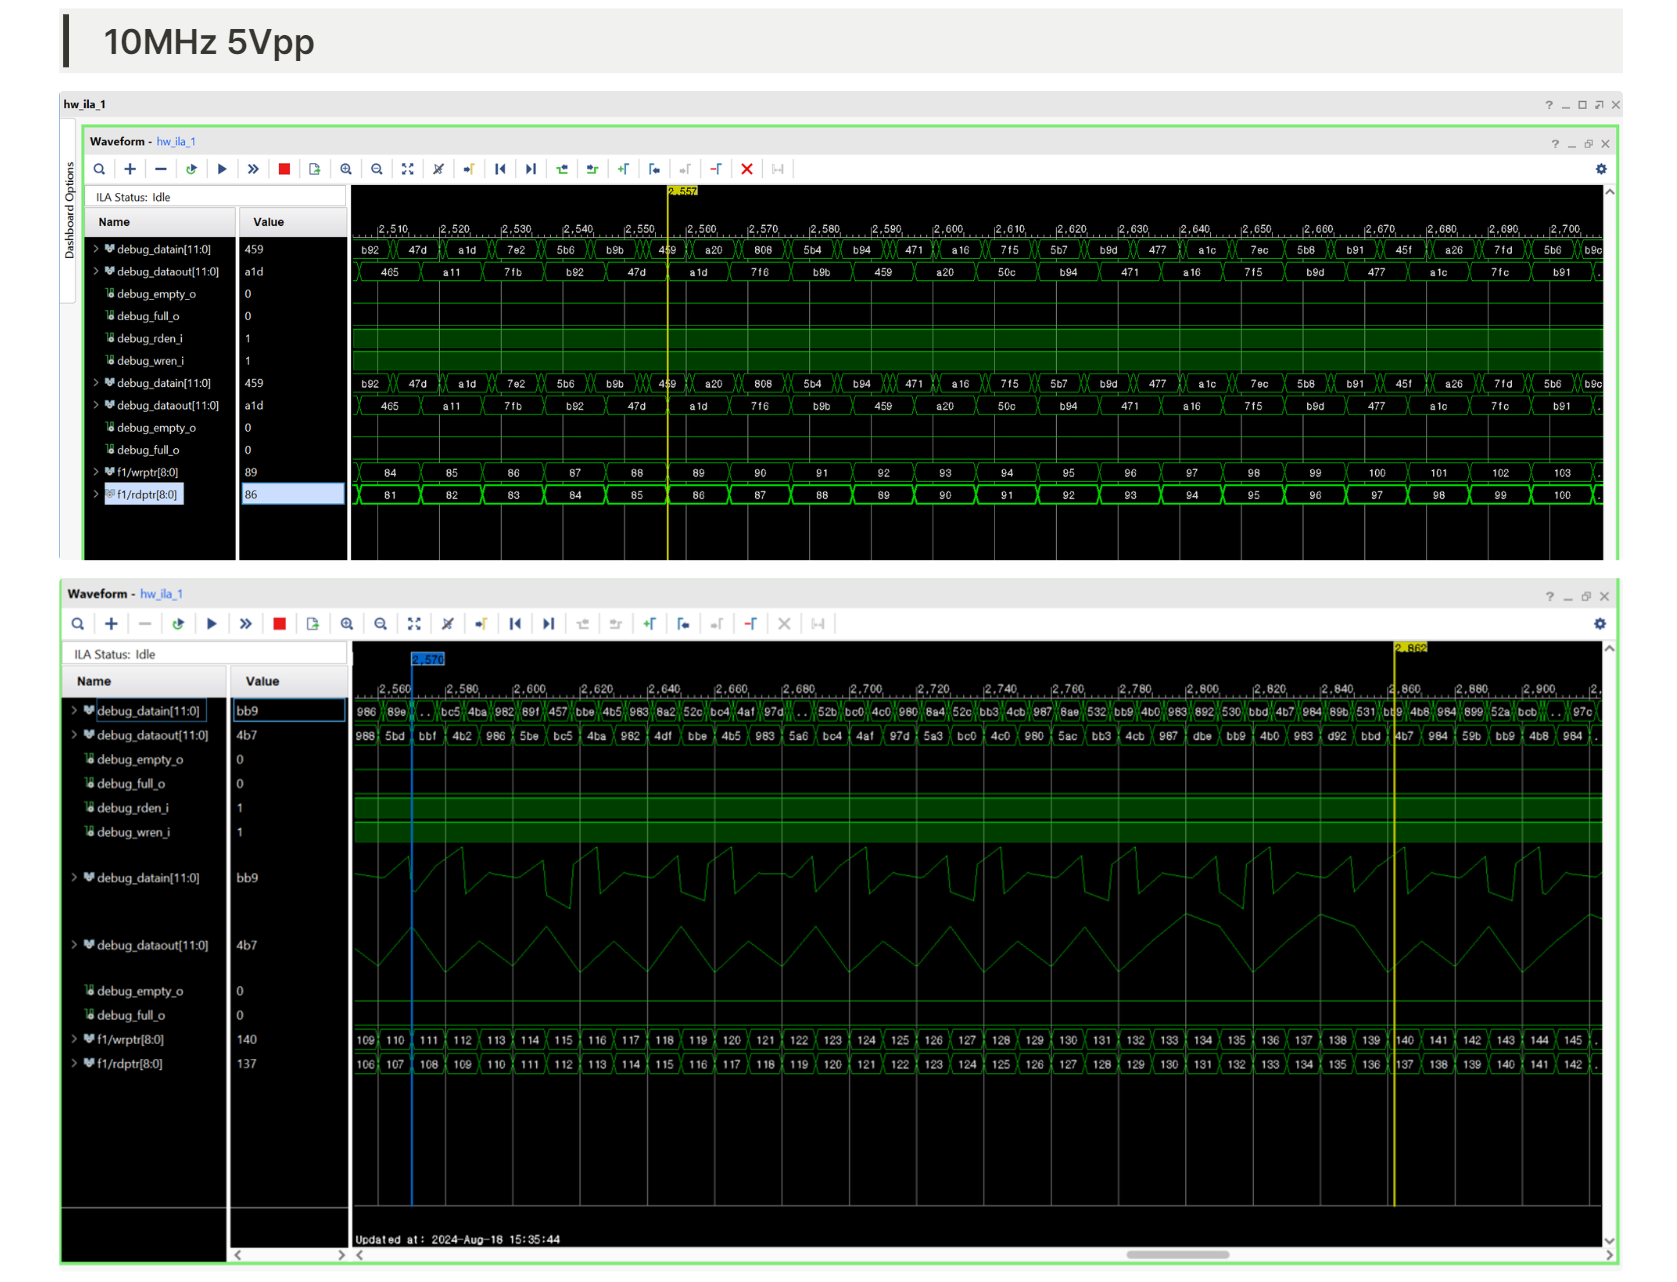 10MHz 5Vpp
hw_ila_1
Dashboard Options
Waveform - hw_ila_1
ILA Status: Idle
Name Value
2,557
2,510 2,520 2,530 2,540 2,550 2,560 2,570 2,580 2,590 2,600 2,610 2,620 2,630 2,640 2,650 2,660 2,670 2,680 2,690 2,700
debug_datain[11:0] 459 b92 47d a1d 7e2 5b6 b9b 459 a20 808 5b4 b94 471 a16 7f5 5b7 b9d 477 a1c 7ec 5b8 b91 45f a26 7fd 5b6 b9c
debug_dataout[11:0] a1d 465 a11 7fb b92 47d a1d 7f6 b9b 459 a20 50c b94 471 a16 7f5 b9d 477 a1c 7fc b91 .
debug_empty_o 0
debug_full_o 0
debug_rden_i 1
debug_wren_i 1
debug_datain[11:0] 459 b92 47d a1d 7e2 5b6 b9b 459 a20 808 5b4 b94 471 a16 7f5 5b7 b9d 477 a1c 7ec 5b8 b91 45f a26 7fd 5b6 b9c
debug_dataout[11:0] a1d 465 a11 7fb b92 47d a1d 7f6 b9b 459 a20 50c b94 471 a16 7f5 b9d 477 a1c 7fc b91 .
debug_empty_o 0
debug_full_o 0
f1/wrptr[8:0] 89 84 85 86 87 88 89 90 91 92 93 94 95 96 97 98 99 100 101 102 103 .
f1/rdptr[8:0] 86 81 82 83 84 85 86 87 88 89 90 91 92 93 94 95 96 97 98 99 100 .
Waveform - hw_ila_1
ILA Status: Idle
Name Value
2,570 2,862
2,560 2,580 2,600 2,620 2,640 2,660 2,680 2,700 2,720 2,740 2,760 2,780 2,800 2,820 2,840 2,860 2,880 2,900 2,
debug_datain[11:0] bb9 986 89e .. bc5 4ba 982 89f 457 bbe 4b5 983 8a2 52c bc4 4af 97d .. 52b bc0 4c0 980 8a4 52c bb3 4cb 987 8ae 532 bb9 4b0 983 892 530 bbd 4b7 984 89b 531 bb9 4b8 984 899 52a bcb .. 97c
debug_dataout[11:0] 4b7 988 5bd bbf 4b2 986 5be bc5 4ba 982 4df bbe 4b5 983 5a6 bc4 4af 97d 5a3 bc0 4c0 980 5ac bb3 4cb 987 dbe bb9 4b0 983 d92 bbd 4b7 984 59b bb9 4b8 984 .
debug_empty_o 0
debug_full_o 0
debug_rden_i 1
debug_wren_i 1
debug_datain[11:0] bb9
debug_dataout[11:0] 4b7
debug_empty_o 0
debug_full_o 0
f1/wrptr[8:0] 140 109 110 111 112 113 114 115 116 117 118 119 120 121 122 123 124 125 126 127 128 129 130 131 132 133 134 135 136 137 138 139 140 141 142 143 144 145 .
f1/rdptr[8:0] 137 106 107 108 109 110 111 112 113 114 115 116 117 118 119 120 121 122 123 124 125 126 127 128 129 130 131 132 133 134 135 136 137 138 139 140 141 142 .
Updated at: 2024-Aug-18 15:35:44